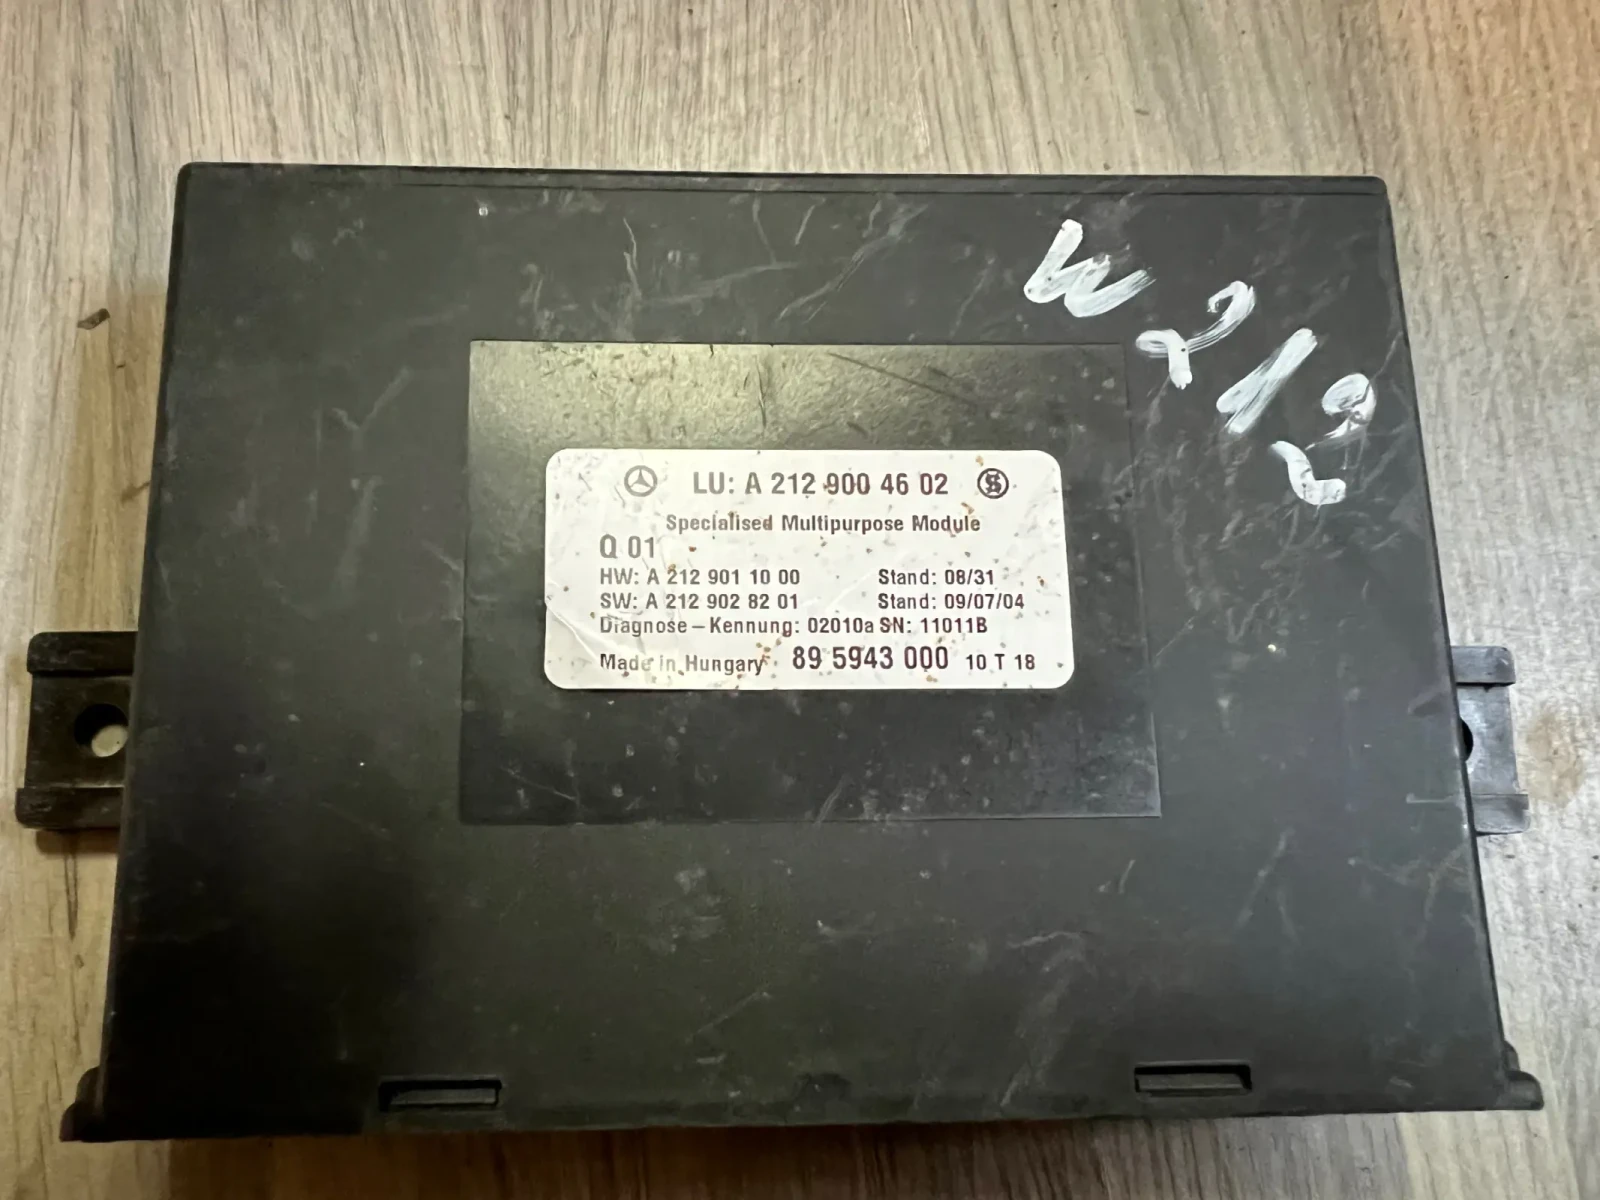 W212
LU: A 212 900 46 02
Specialised Multipurpose Module
Q 01
HW: A 212 901 10 00 Stand: 08/31
SW: A 212 902 82 01 Stand: 09/07/04
Diagnose-Kennung: 02010a SN: 11011B
Made in Hungary 89 5943 000 10 T 18